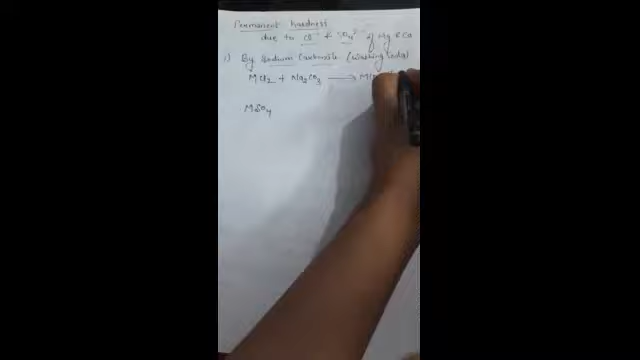 Permanent hardness
due to Cl⁻ & SO₄²⁻ of Mg & Ca
1) By Sodium Carbonate (washing soda)
MCl₂ + Na₂CO₃ →
MSO₄